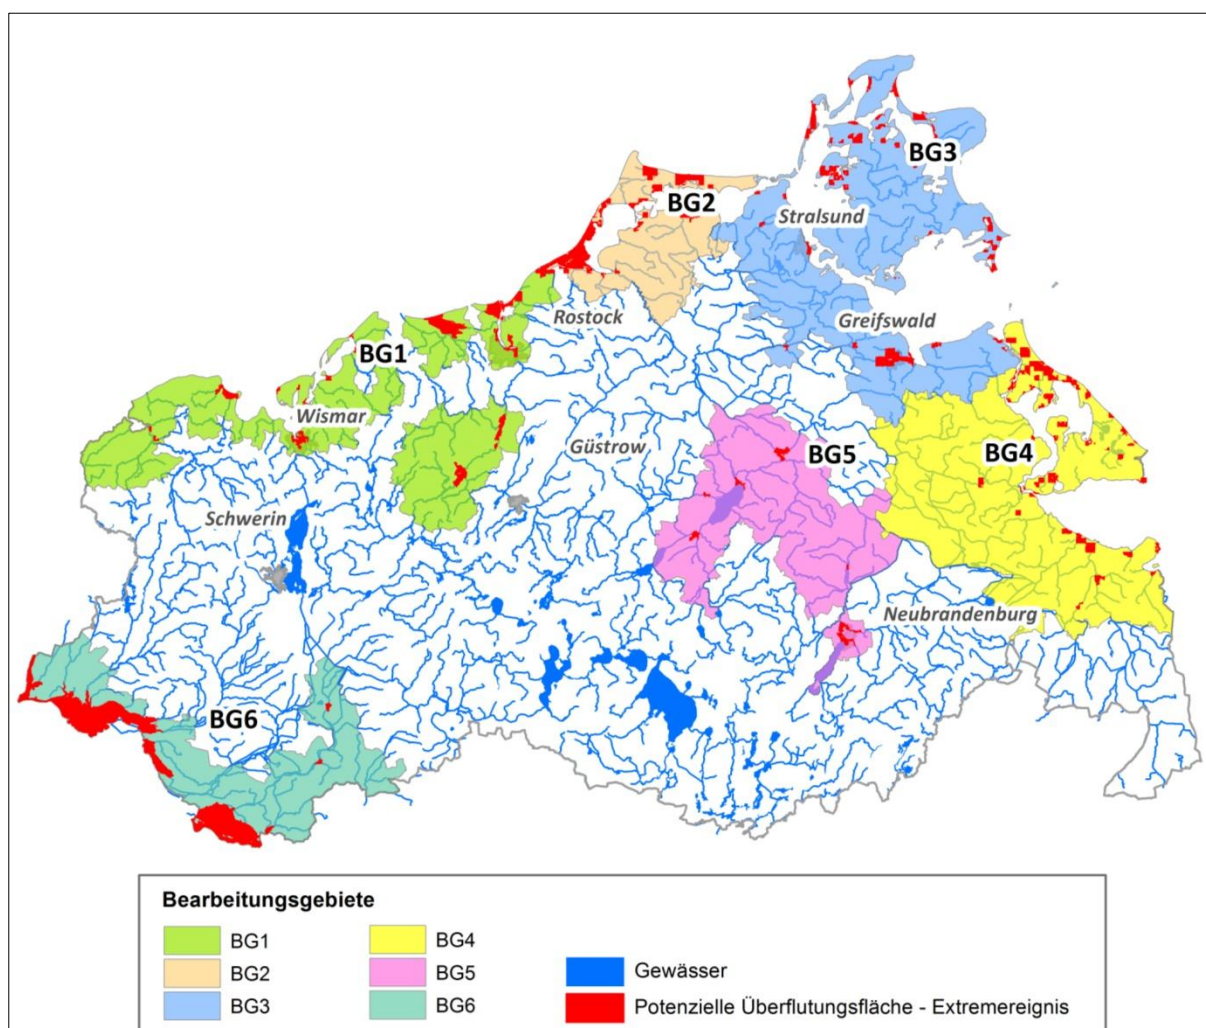 BG3
BG2
Stralsund
Rostock
Greifswald
BG1
Wismar
Güstrow
BG5
BG4
Schwerin
Neubrandenburg
BG6
Bearbeitungsgebiete
BG1
BG2
BG3
BG4
BG5
BG6
Gewässer
Potenzielle Überflutungsfläche - Extremereignis